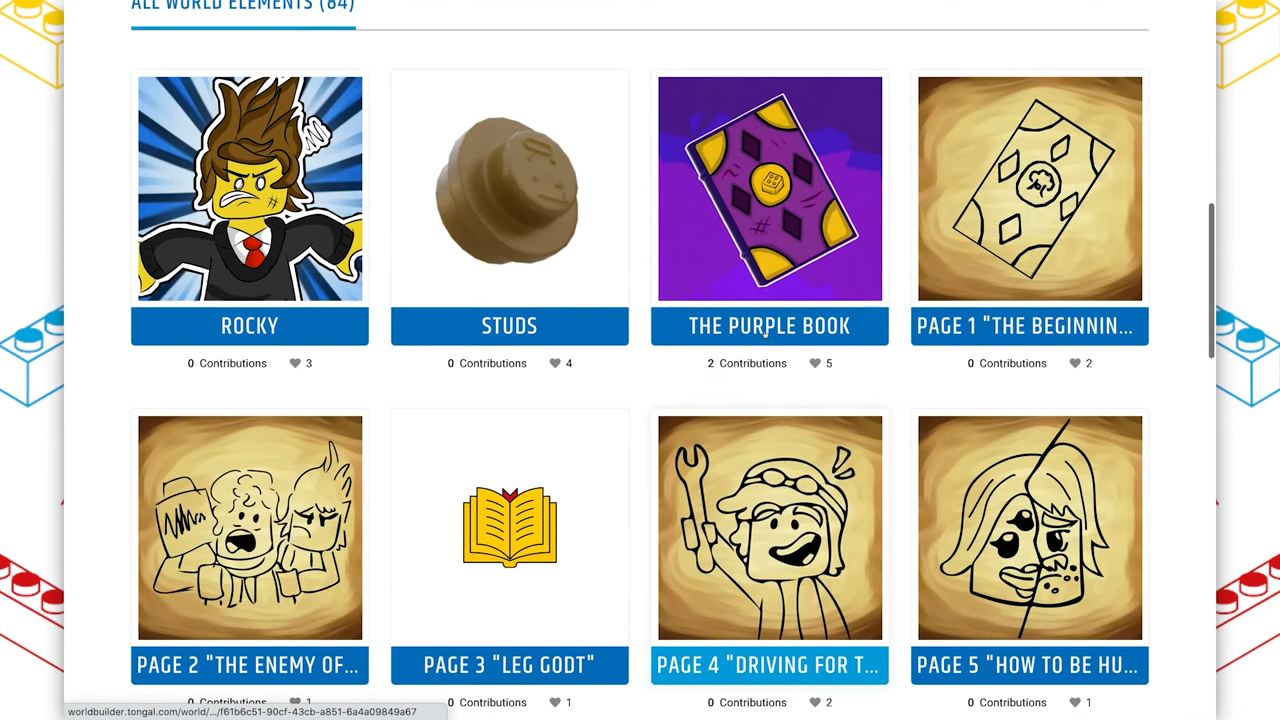 ALL WORLD ELEMENTS (84)
ROCKY
STUDS
THE PURPLE BOOK
PAGE 1 "THE BEGINNIN...
0 Contributions 3
0 Contributions 4
2 Contributions 5
0 Contributions 2
PAGE 2 "THE ENEMY OF...
PAGE 3 "LEG GODT"
PAGE 4 "DRIVING FOR T...
PAGE 5 "HOW TO BE HU...
0 Contributions 1
0 Contributions 1
0 Contributions 2
0 Contributions 1
worldbuilder.tongal.com/world/.../f61b6c51-90cf-43cb-a851-6a4a09849a67